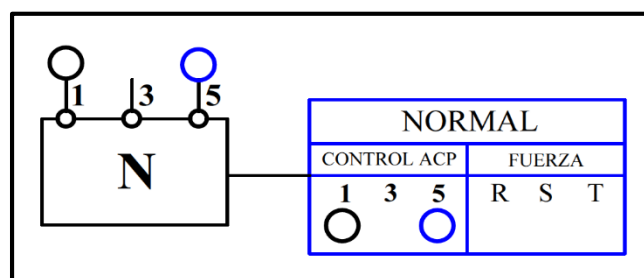 1 3 5
N
NORMAL
CONTROL ACP FUERZA
1 3 5 R S T